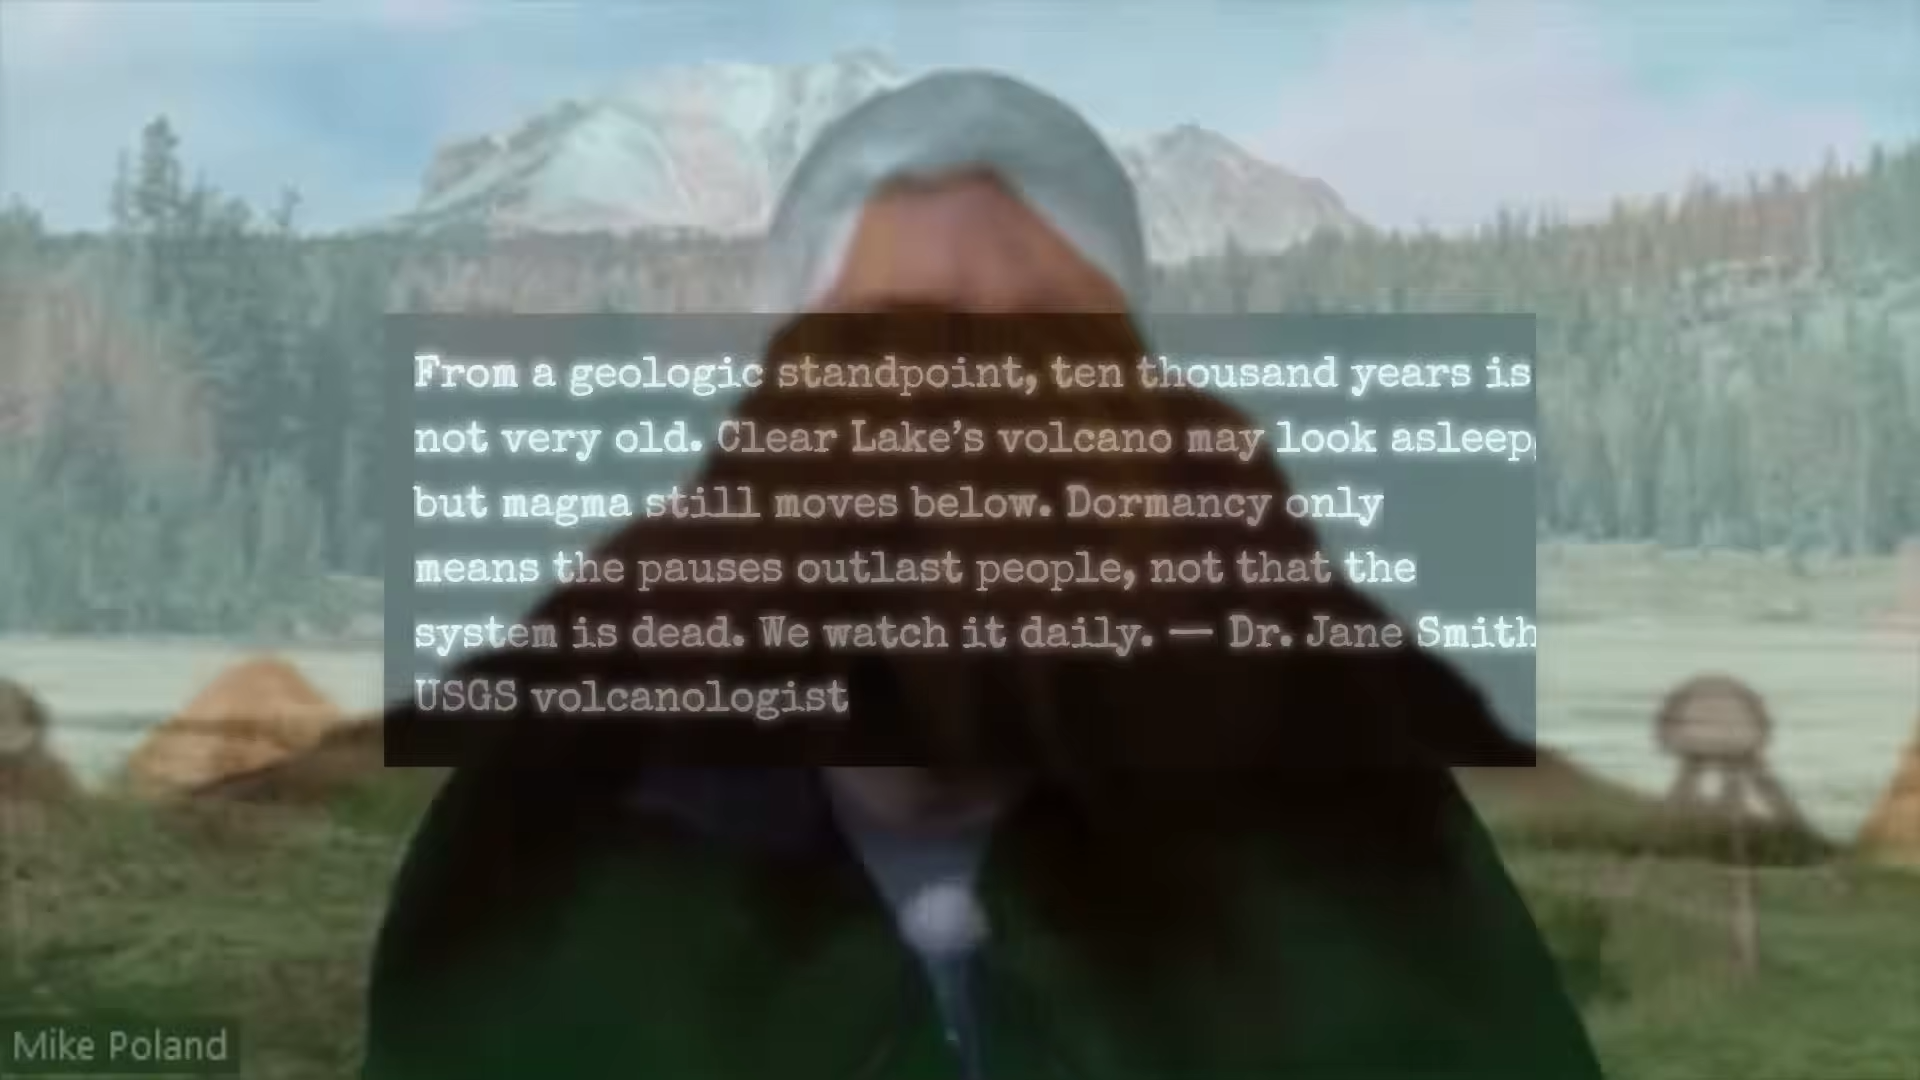 From a geologic standpoint, ten thousand years is
not very old. Clear Lake’s volcano may look asleep,
but magma still moves below. Dormancy only
means the pauses outlast people, not that the
system is dead. We watch it daily. — Dr. Jane Smith
USGS volcanologist
Mike Poland